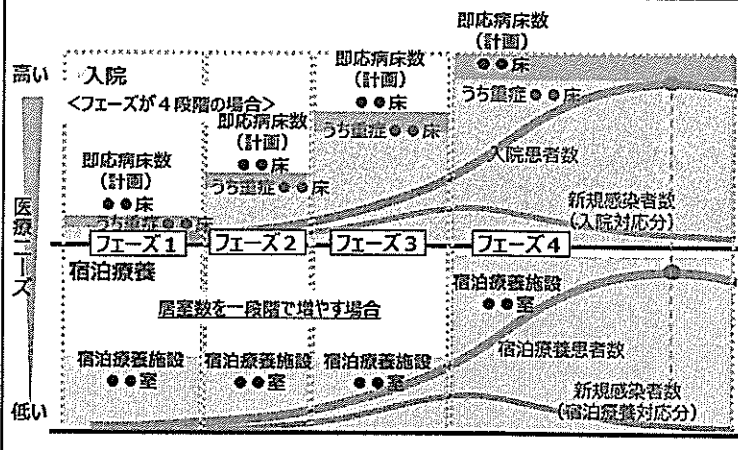 高い
入院
<フェーズが4段階の場合>
即応病床数
(計画)
●●床
うち重症●●床
即応病床数
(計画)
●●床
うち重症●●床
即応病床数
(計画)
●●床
うち重症●●床
即応病床数
(計画)
●●床
うち重症●●床
入院患者数
新規感染者数
(入院対応分)
医療ニーズ
フェーズ1
フェーズ2
フェーズ3
フェーズ4
宿泊療養
居室数を一段階で増やす場合
宿泊療養施設
●●室
宿泊療養施設
●●室
宿泊療養施設
●●室
宿泊療養施設
●●室
宿泊療養患者数
新規感染者数
(宿泊療養対応分)
低い